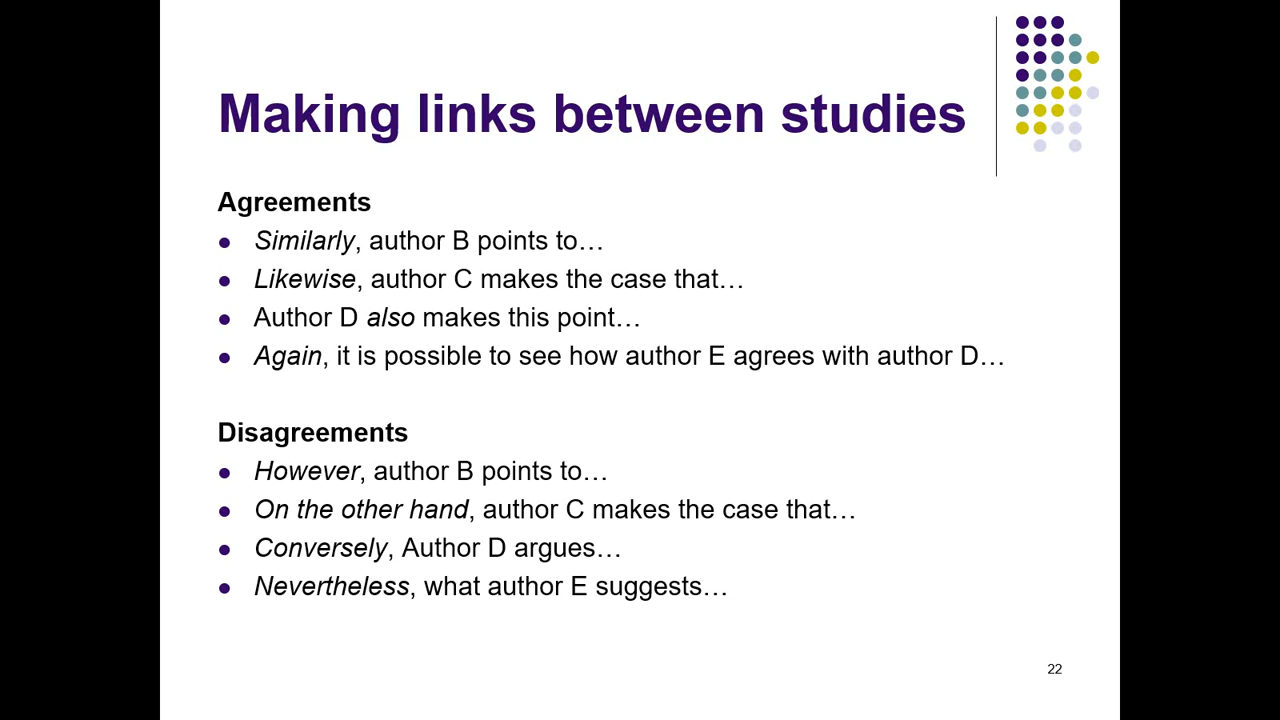 Making links between studies
Agreements
● Similarly, author B points to…
● Likewise, author C makes the case that…
● Author D also makes this point…
● Again, it is possible to see how author E agrees with author D…
Disagreements
● However, author B points to…
● On the other hand, author C makes the case that…
● Conversely, Author D argues…
● Nevertheless, what author E suggests…
22